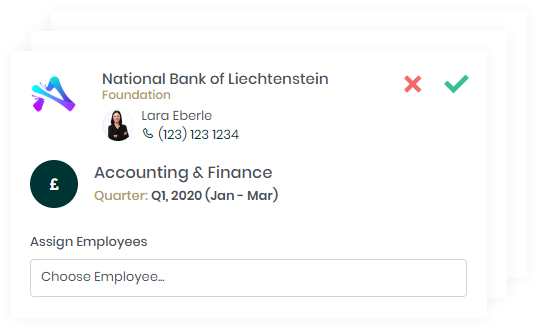 National Bank of Liechtenstein
Foundation
Lara Eberle
(123) 123 1234
£
Accounting & Finance
Quarter: Q1, 2020 (Jan - Mar)
Assign Employees
Choose Employee...